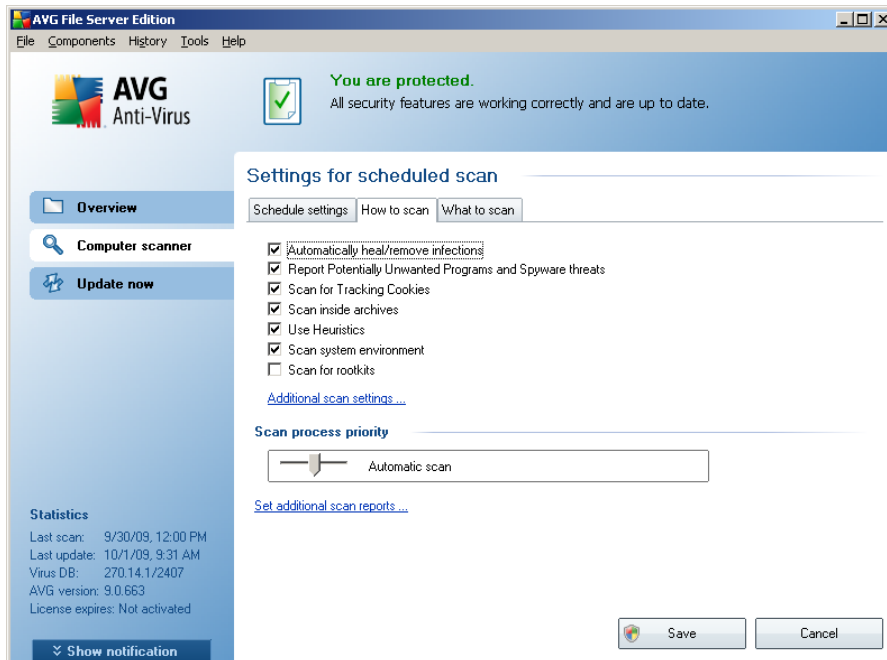 AVG File Server Edition
File Components History Tools Help
AVG
Anti-Virus
You are protected.
All security features are working correctly and are up to date.
Settings for scheduled scan
Overview
Computer scanner
Update now
Schedule settings How to scan What to scan
Automatically heal/remove infections
Report Potentially Unwanted Programs and Spyware threats
Scan for Tracking Cookies
Scan inside archives
Use Heuristics
Scan system environment
Scan for rootkits
Additional scan settings ...
Scan process priority
Automatic scan
Set additional scan reports ...
Statistics
Last scan: 9/30/09, 12:00 PM
Last update: 10/1/09, 9:31 AM
Virus DB: 270.14.1/2407
AVG version: 9.0.663
License expires: Not activated
Show notification
Save Cancel